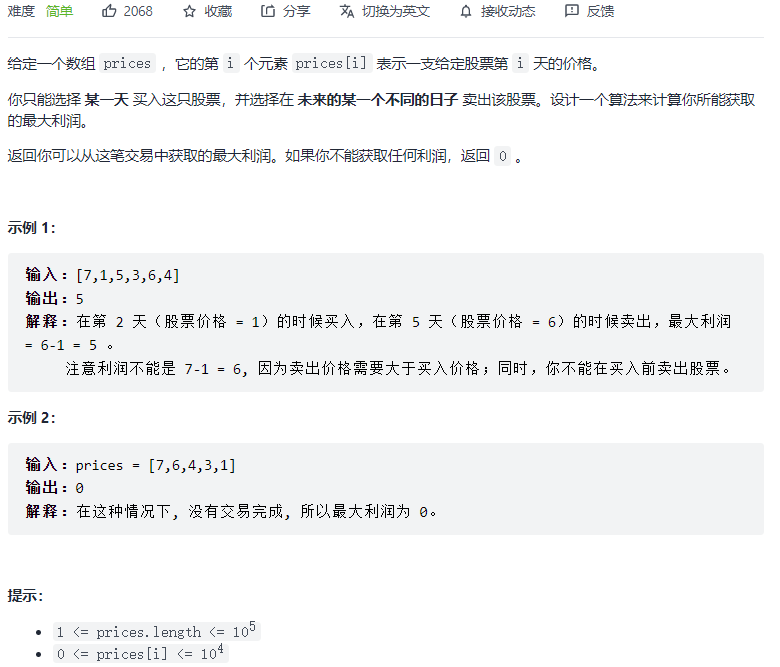 难度 简单 2068 收藏 分享 切换为英文 接收动态 反馈
给定一个数组 prices ，它的第 i 个元素 prices[i] 表示一支给定股票第 i 天的价格。
你只能选择 某一天 买入这只股票，并选择在 未来的某一个不同的日子 卖出该股票。设计一个算法来计算你所能获取
的最大利润。
返回你可以从这笔交易中获取的最大利润。如果你不能获取任何利润，返回 0 。
示例 1：
输入：[7,1,5,3,6,4]
输出：5
解释：在第 2 天（股票价格 = 1）的时候买入，在第 5 天（股票价格 = 6）的时候卖出，最大利润
= 6-1 = 5 。
注意利润不能是 7-1 = 6, 因为卖出价格需要大于买入价格；同时，你不能在买入前卖出股票。
示例 2：
输入：prices = [7,6,4,3,1]
输出：0
解释：在这种情况下, 没有交易完成, 所以最大利润为 0。
提示：
• 1 <= prices.length <= 10⁵
• 0 <= prices[i] <= 10⁴